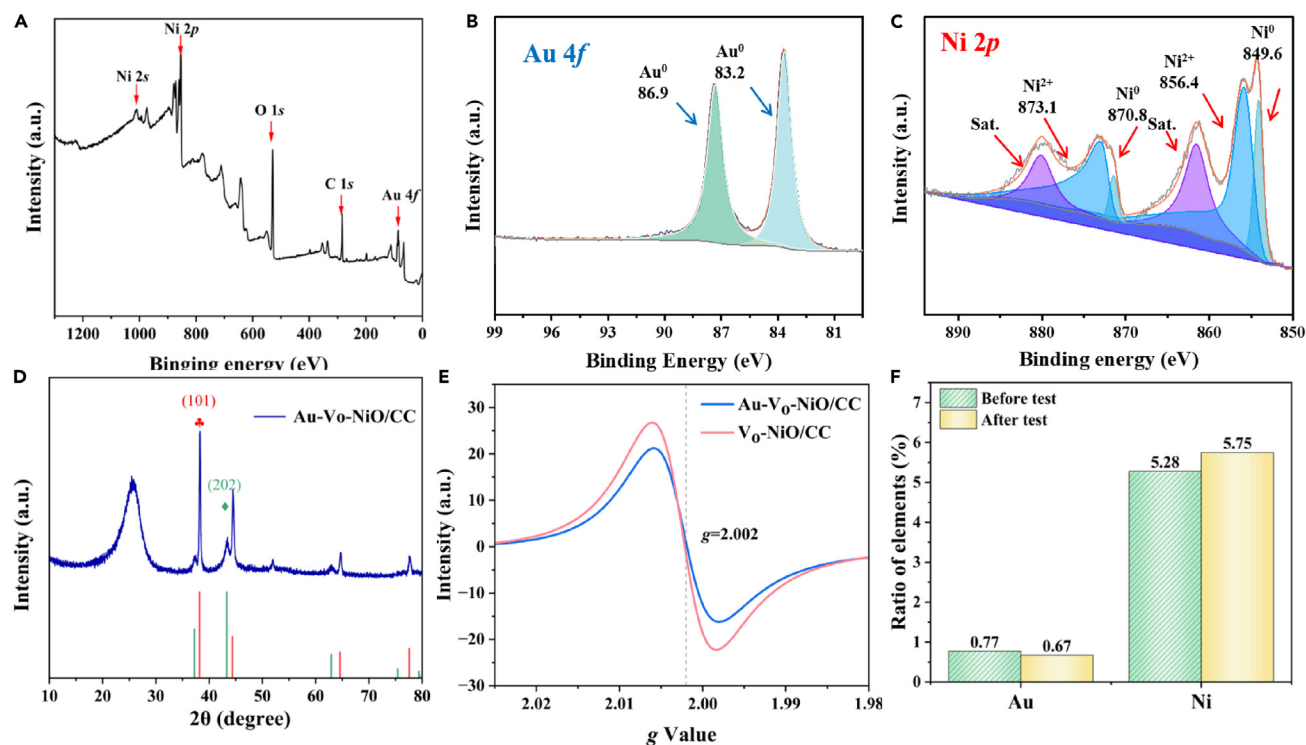 A
Ni 2p
Ni 2s
O 1s
C 1s
Au 4f
Intensity (a.u.)
1200 1000 800 600 400 200 0
Binging energy (eV)
B
Au 4f
Au0
86.9
Au0
83.2
Intensity (a.u.)
99 96 93 90 87 84 81
Binding Energy (eV)
C
Ni 2p
Ni0
849.6
Ni2+
856.4
Ni2+
873.1
Ni0
870.8
Sat.
Sat.
Intensity (a.u.)
890 880 870 860 850
Binding energy (eV)
D
(101)
Au-Vo-NiO/CC
(202)
Intensity (a.u.)
10 20 30 40 50 60 70 80
2θ (degree)
E
Au-VO-NiO/CC
VO-NiO/CC
g=2.002
Intensity (a.u.)
30
20
10
0
−10
−20
−30
2.02 2.01 2.00 1.99 1.98
g Value
F
Before test
After test
Ratio of elements (%)
7
6
5
4
3
2
1
0
0.77
0.67
5.28
5.75
Au Ni